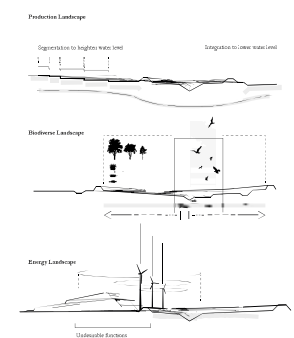 Production Landscape
Segmentation to heighten water level
Integration to lower water level
Biodiverse Landscape
Energy Landscape
Undesirable functions